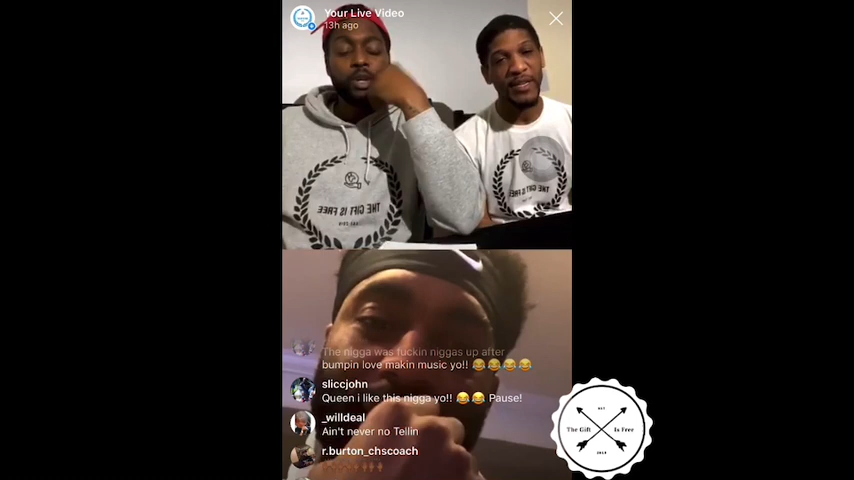 Your Live Video
13h ago
THE GIFT IS FREE
THE GIFT IS FREE
The nigga was fuckin niggas up after
bumpin love makin music yo!! 😂😂😂😂
sliccjohn
Queen i like this nigga yo!! 😂😂 Pause!
_willdeal
Ain't never no Tellin
r.burton_chscoach
EST
The Gift Is Free
2018